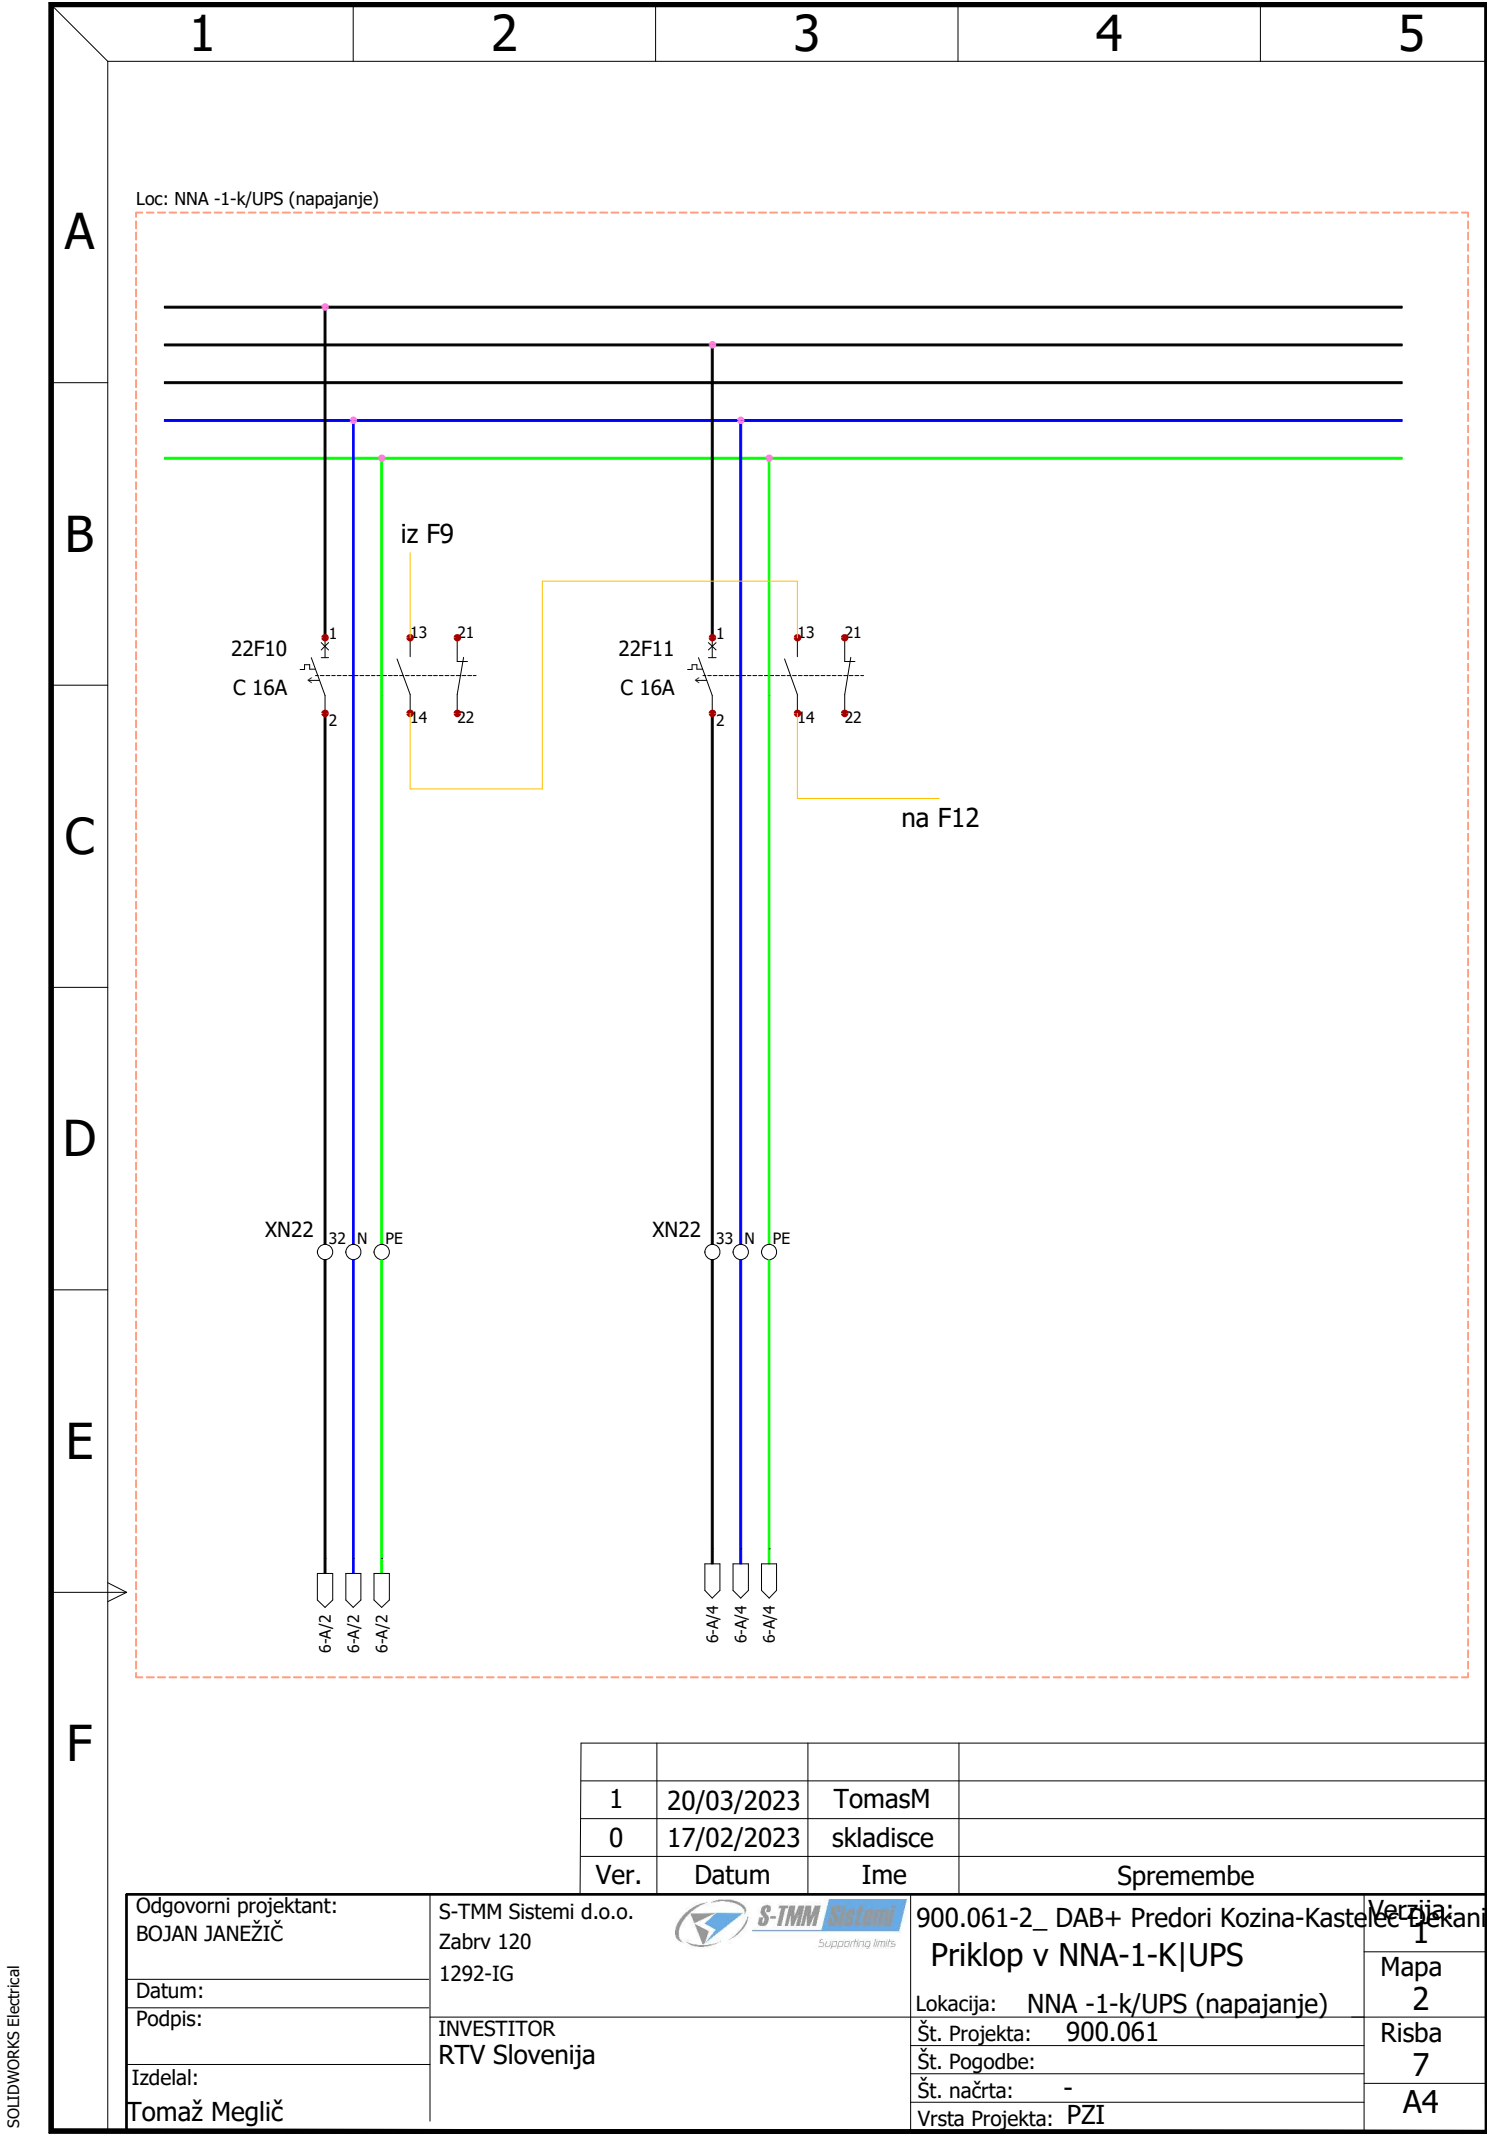 1 2 3 4 5
A
B
C
D
E
F
Loc: NNA -1-k/UPS (napajanje)
iz F9
22F10
C 16A
1
2
13
14
21
22
22F11
C 16A
1
2
13
14
21
22
na F12
XN22 32 N PE
XN22 33 N PE
6-A/2 6-A/2 6-A/2
6-A/4 6-A/4 6-A/4
1 20/03/2023 TomasM
0 17/02/2023 skladisce
Ver. Datum Ime Spremembe
Odgovorni projektant:
BOJAN JANEŽIČ
Datum:
Podpis:
Izdelal:
Tomaž Meglič
S-TMM Sistemi d.o.o.
Zabrv 120
1292-IG
S-TMM Sistemi
Supporting limits
INVESTITOR
RTV Slovenija
900.061-2_ DAB+ Predori Kozina-Kastelec-Dekani
Priklop v NNA-1-K|UPS
Lokacija: NNA -1-k/UPS (napajanje)
Št. Projekta: 900.061
Št. Pogodbe:
Št. načrta: -
Vrsta Projekta: PZI
Verzija:
1
Mapa
2
Risba
7
A4
SOLIDWORKS Electrical